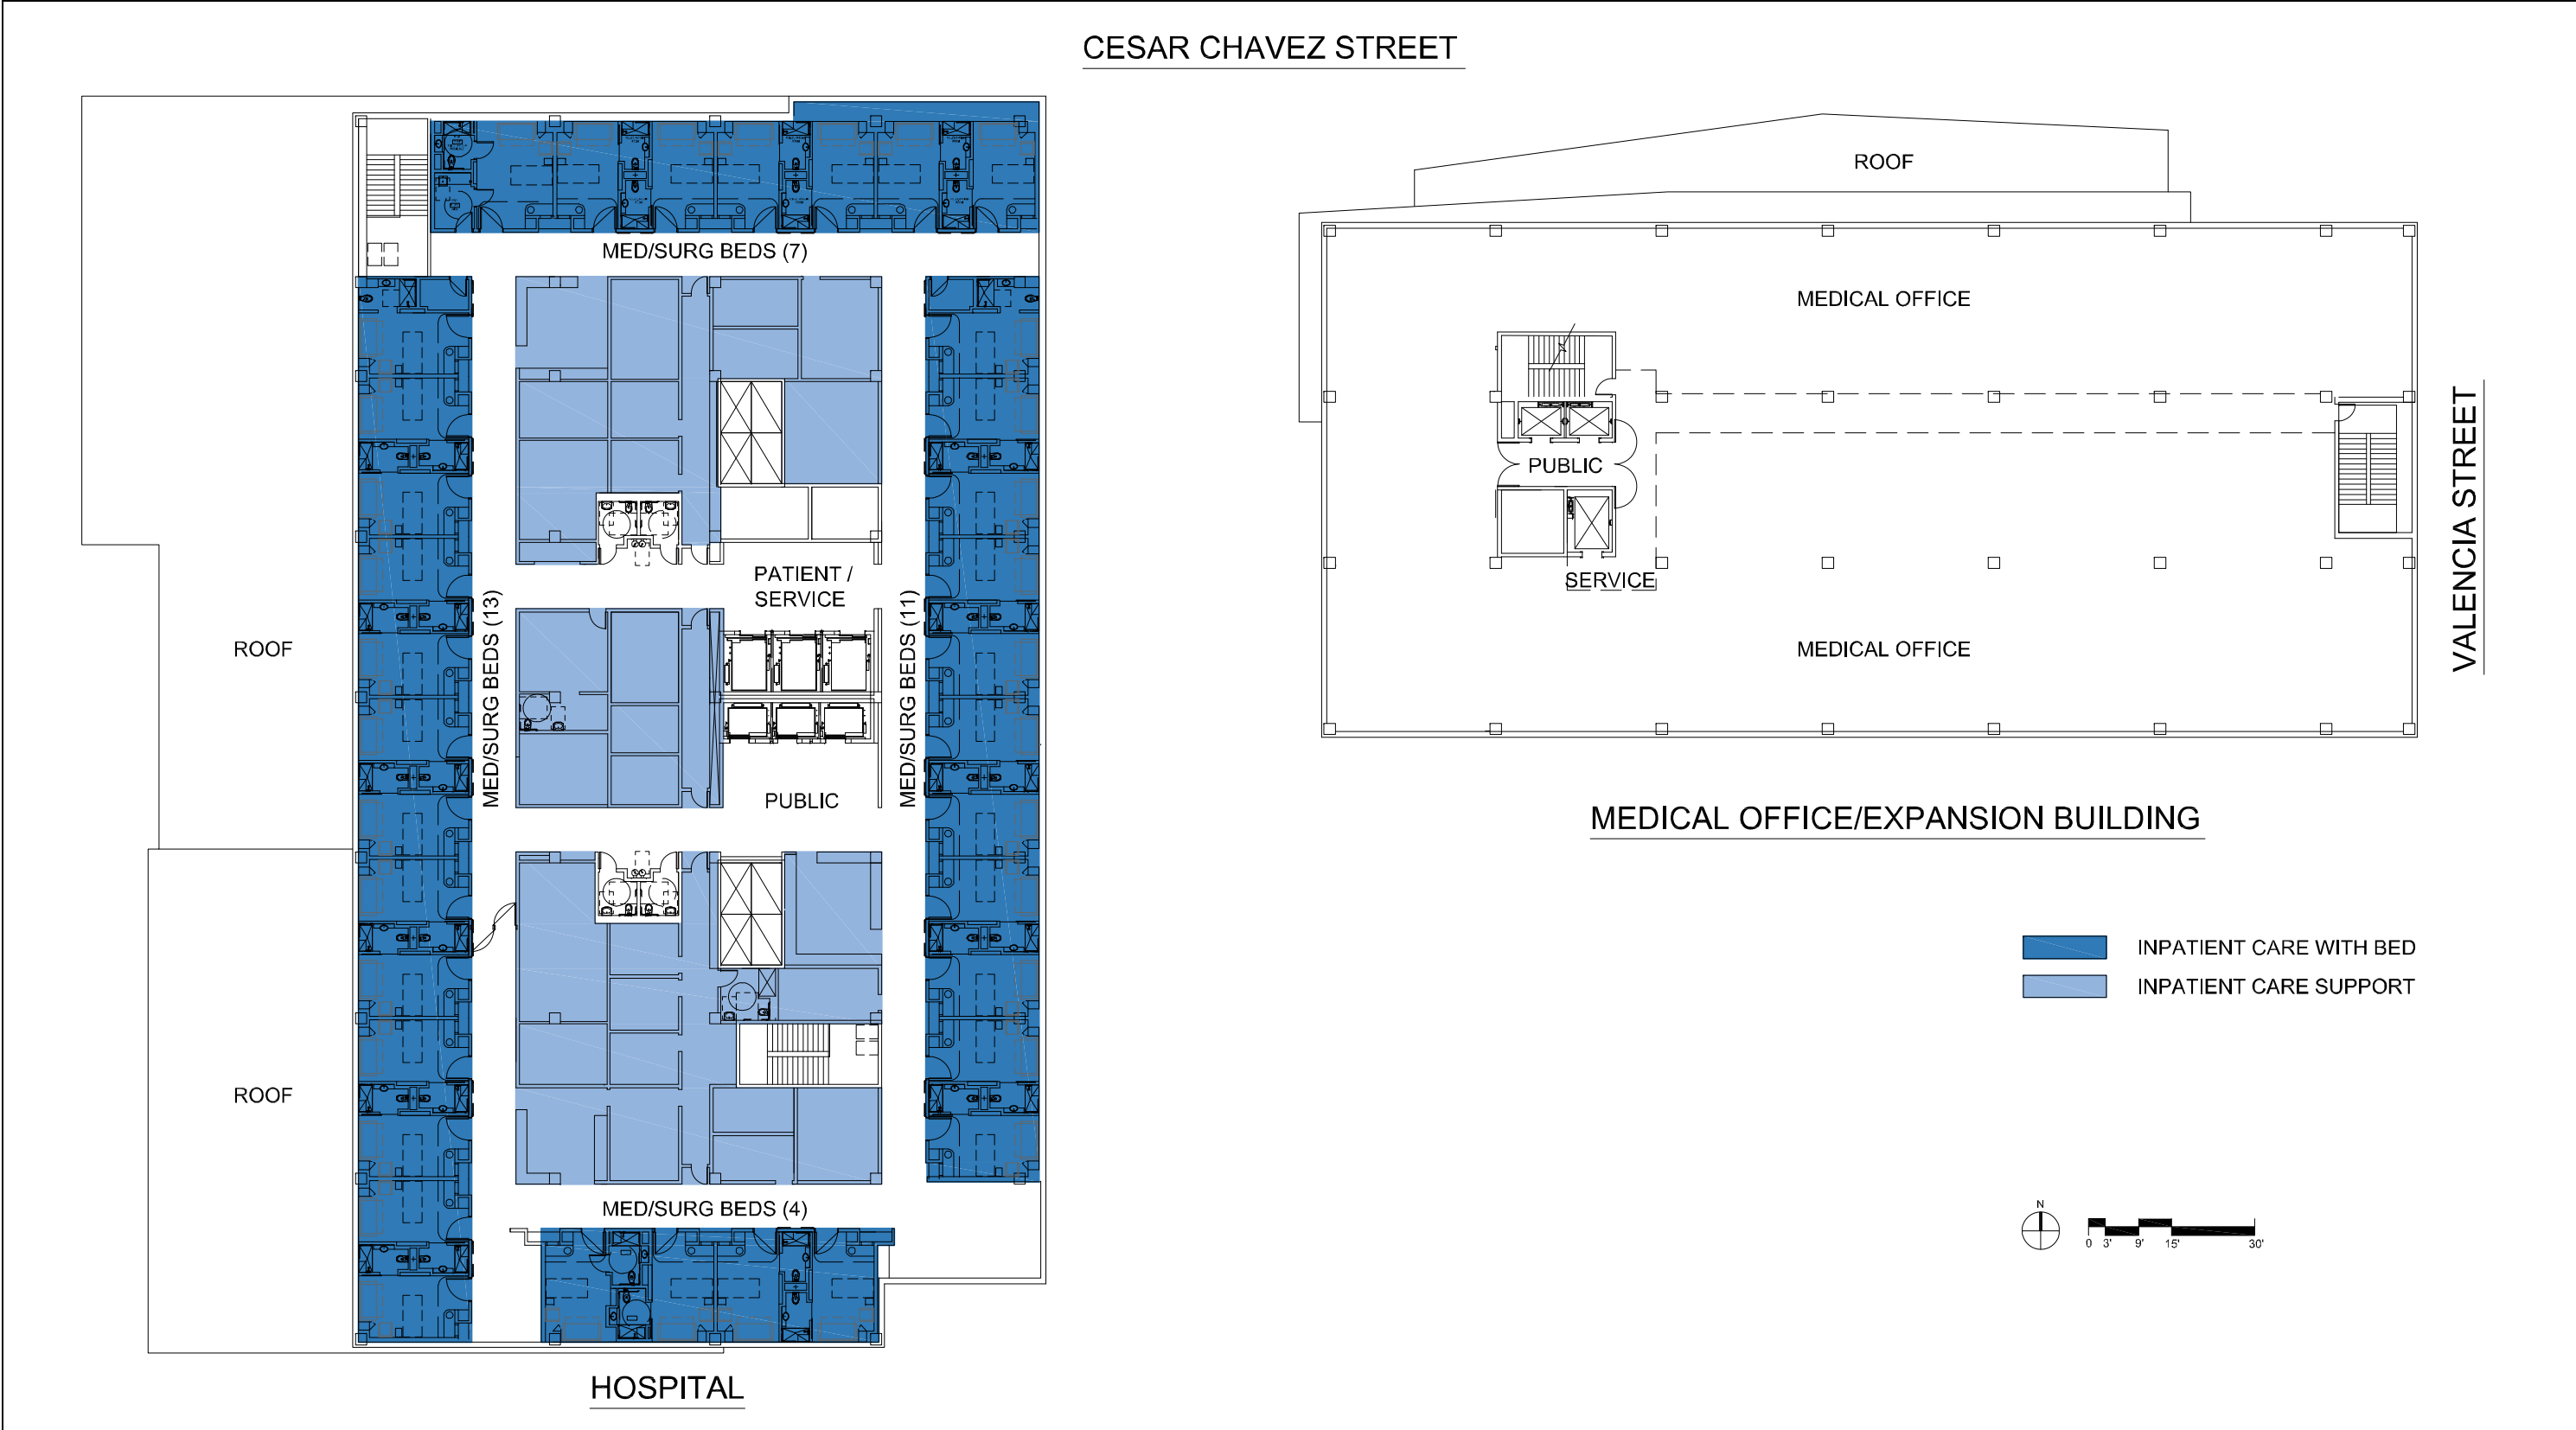 CESAR CHAVEZ STREET
ROOF
MED/SURG BEDS (7)
MEDICAL OFFICE
PUBLIC
PATIENT /
SERVICE
SERVICE
VALENCIA STREET
MED/SURG BEDS (13)
MED/SURG BEDS (11)
ROOF
MEDICAL OFFICE
PUBLIC
MEDICAL OFFICE/EXPANSION BUILDING
INPATIENT CARE WITH BED
INPATIENT CARE SUPPORT
ROOF
MED/SURG BEDS (4)
N
0 3' 9' 15' 30'
HOSPITAL